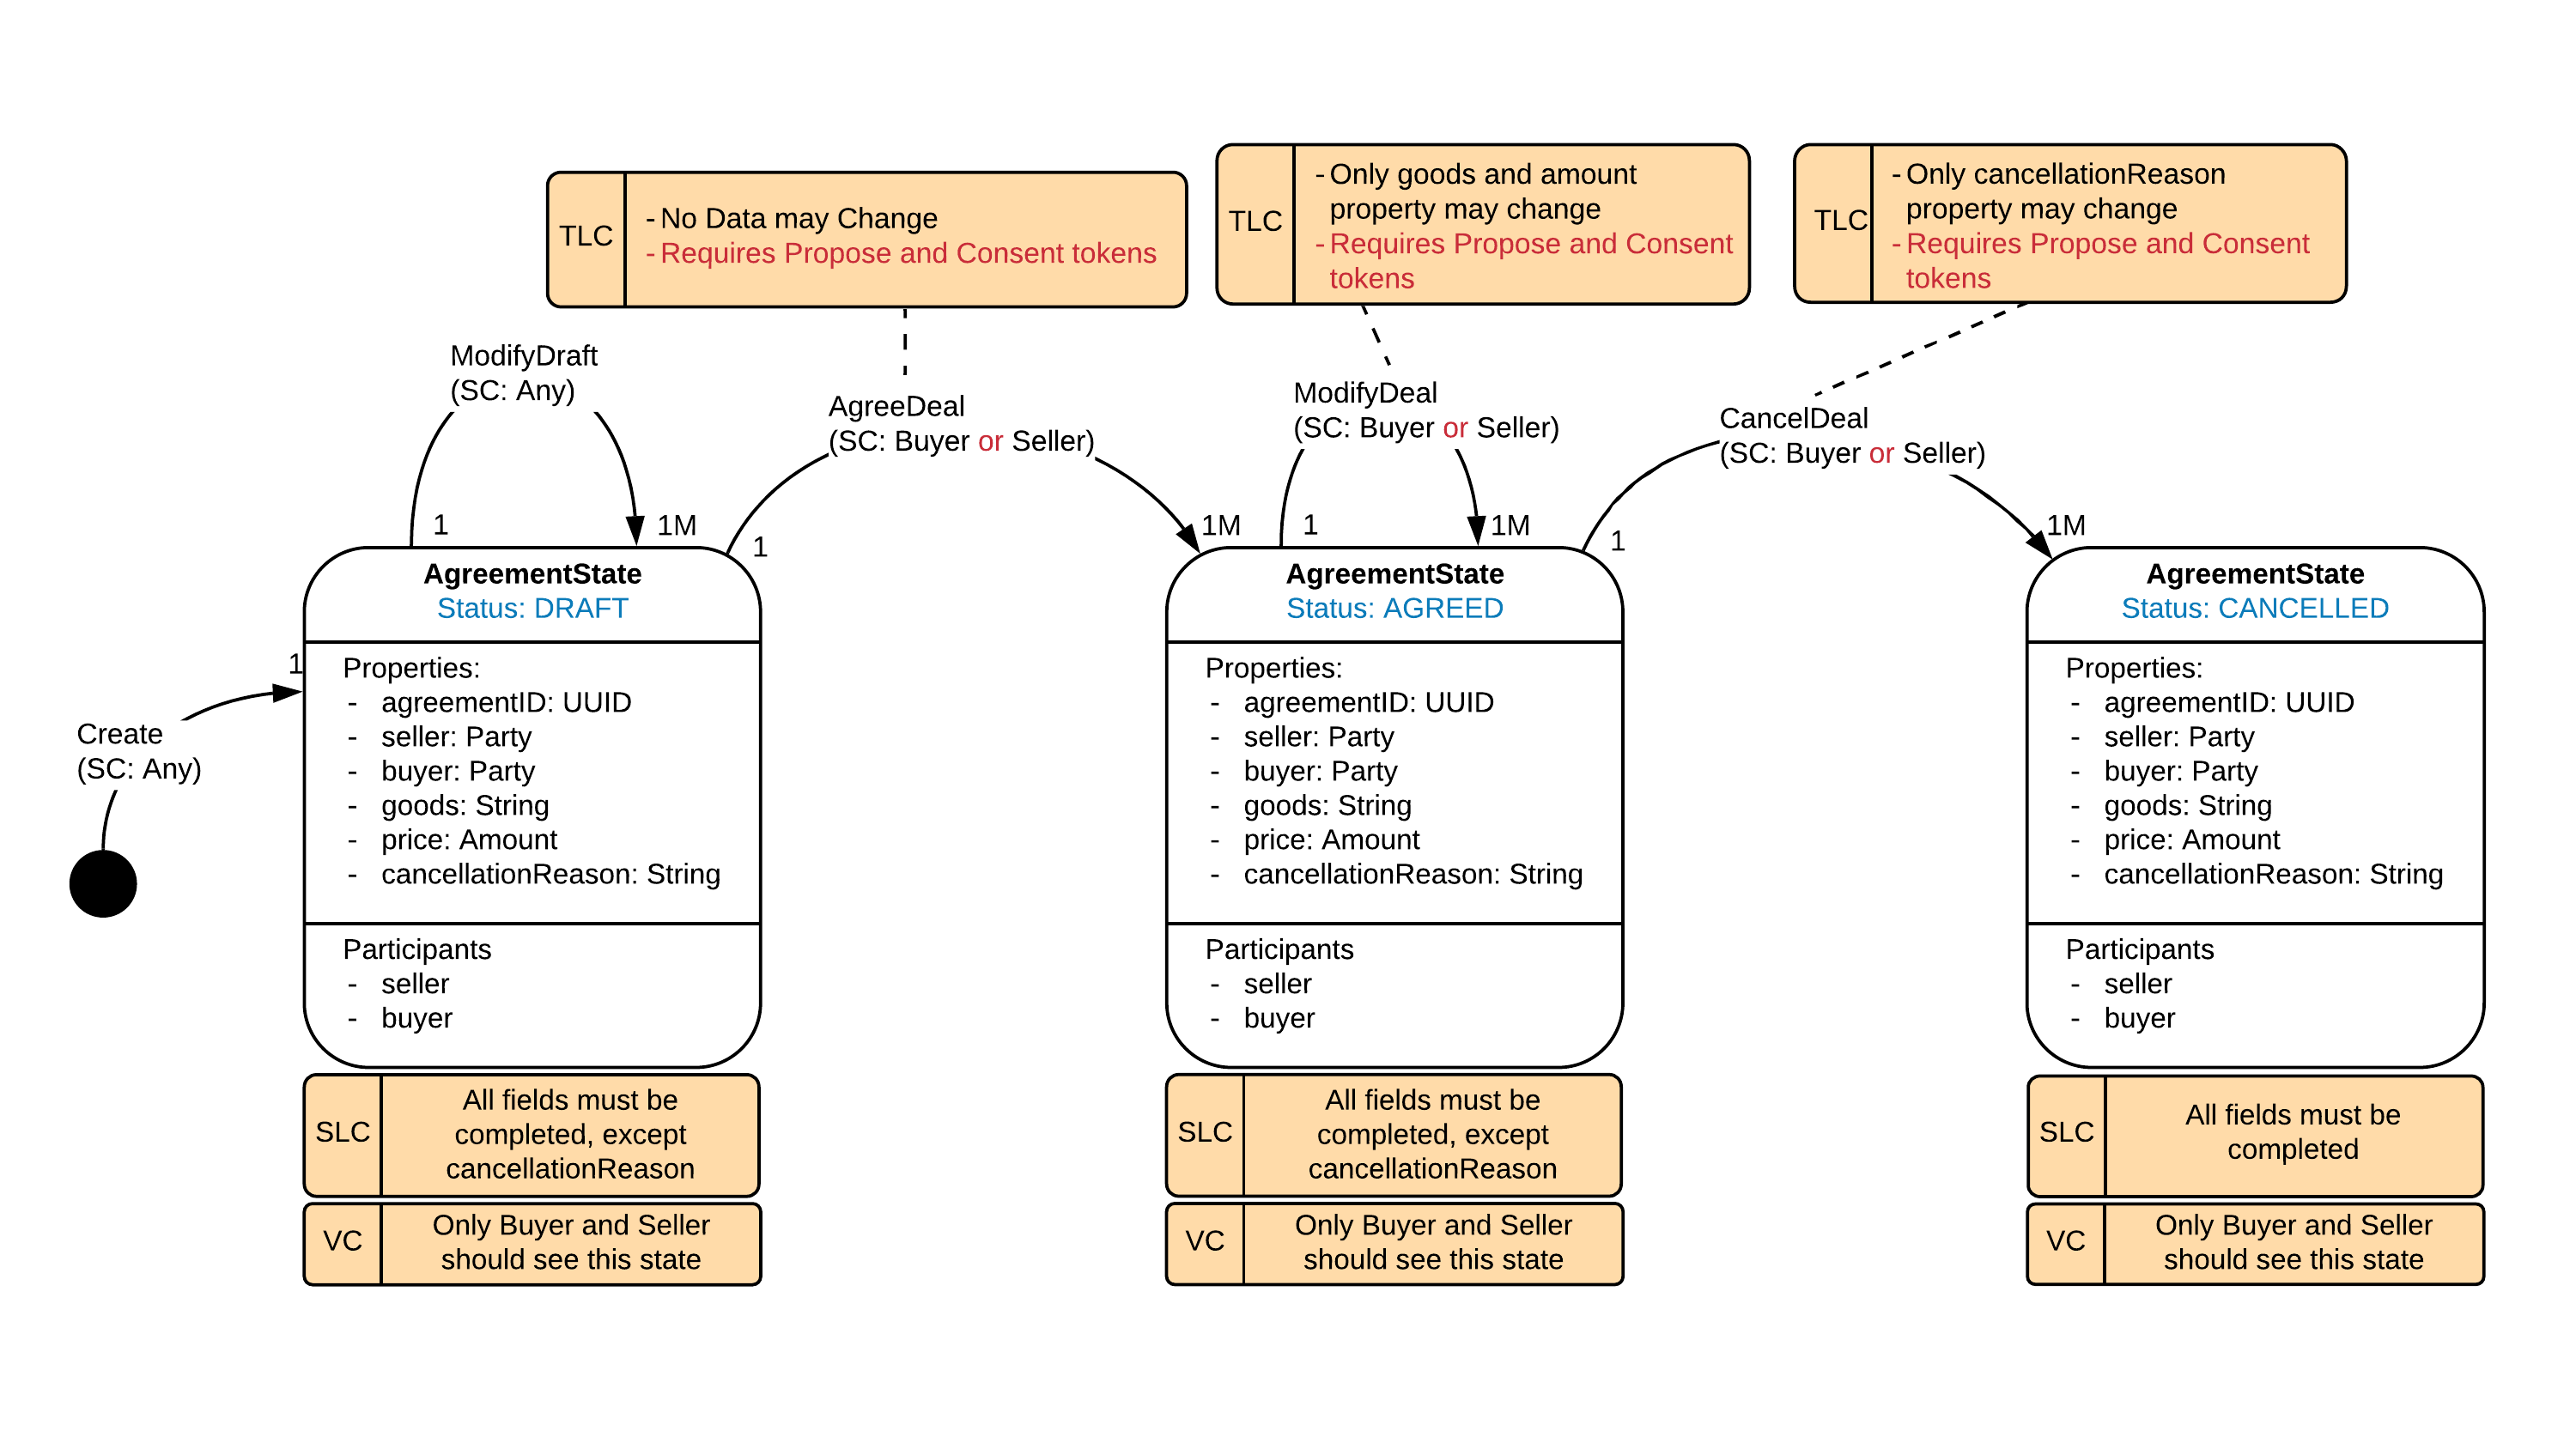 TLC
- No Data may Change
- Requires Propose and Consent tokens
TLC
- Only goods and amount
property may change
- Requires Propose and Consent
tokens
TLC
- Only cancellationReason
property may change
- Requires Propose and Consent
tokens
ModifyDraft
(SC: Any)
AgreeDeal
(SC: Buyer or Seller)
ModifyDeal
(SC: Buyer or Seller)
CancelDeal
(SC: Buyer or Seller)
1
1M
1
1M
1
1M
1
1M
Create
(SC: Any)
1
AgreementState
Status: DRAFT
Properties:
- agreementID: UUID
- seller: Party
- buyer: Party
- goods: String
- price: Amount
- cancellationReason: String
Participants
- seller
- buyer
SLC
All fields must be
completed, except
cancellationReason
VC
Only Buyer and Seller
should see this state
AgreementState
Status: AGREED
Properties:
- agreementID: UUID
- seller: Party
- buyer: Party
- goods: String
- price: Amount
- cancellationReason: String
Participants
- seller
- buyer
SLC
All fields must be
completed, except
cancellationReason
VC
Only Buyer and Seller
should see this state
AgreementState
Status: CANCELLED
Properties:
- agreementID: UUID
- seller: Party
- buyer: Party
- goods: String
- price: Amount
- cancellationReason: String
Participants
- seller
- buyer
SLC
All fields must be
completed
VC
Only Buyer and Seller
should see this state